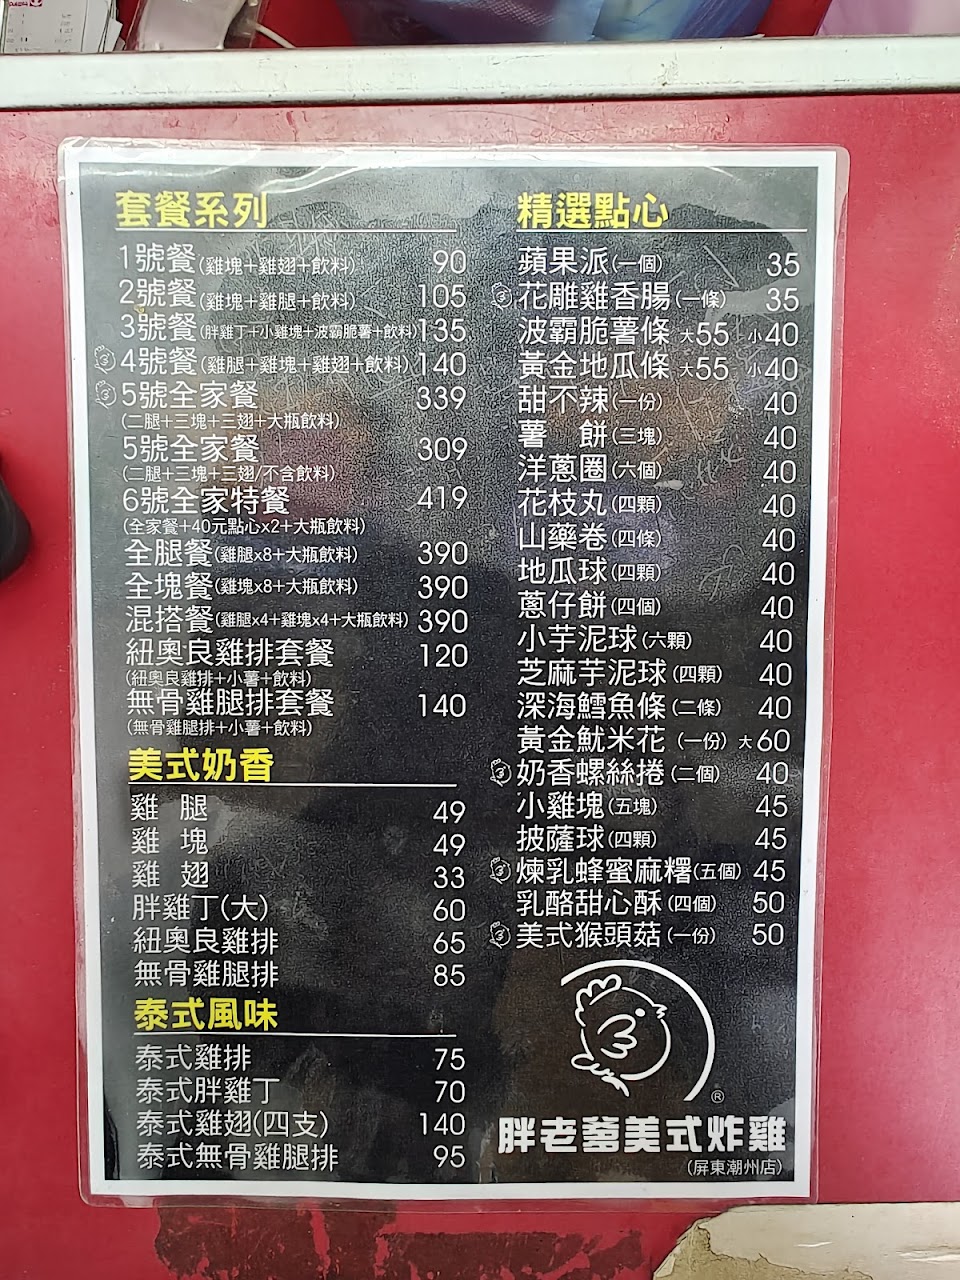 套餐系列
1號餐(雞塊+雞翅+飲料) 90
2號餐(雞塊+雞腿+飲料) 105
3號餐(胖雞丁+小雞塊+波霸脆薯+飲料) 135
4號餐(雞腿+雞塊+雞翅+飲料) 140
5號全家餐 339
(二腿+三塊+三翅+大瓶飲料)
5號全家餐 309
(二腿+三塊+三翅/不含飲料)
6號全家特餐 419
(全家餐+40元點心x2+大瓶飲料)
全腿餐(雞腿x8+大瓶飲料) 390
全塊餐(雞塊x8+大瓶飲料) 390
混搭餐(雞腿x4+雞塊x4+大瓶飲料) 390
紐奧良雞排套餐 120
(紐奧良雞排+小薯+飲料)
無骨雞腿排套餐 140
(無骨雞腿排+小薯+飲料)
美式奶香
雞 腿 49
雞 塊 49
雞 翅 33
胖雞丁(大) 60
紐奧良雞排 65
無骨雞腿排 85
泰式風味
泰式雞排 75
泰式胖雞丁 70
泰式雞翅(四支) 140
泰式無骨雞腿排 95
精選點心
蘋果派(一個) 35
花雕雞香腸(一條) 35
波霸脆薯條 大55 小40
黃金地瓜條 大55 小40
甜不辣(一份) 40
薯 餅(三塊) 40
洋蔥圈(六個) 40
花枝丸(四顆) 40
山藥卷(四條) 40
地瓜球(四顆) 40
蔥仔餅(四個) 40
小芋泥球(六顆) 40
芝麻芋泥球(四顆) 40
深海鱈魚條(二條) 40
黃金魷米花(一份) 大60
奶香螺絲捲(二個) 40
小雞塊(五塊) 45
披薩球(四顆) 45
煉乳蜂蜜麻糬(五個) 45
乳酪甜心酥(四個) 50
美式猴頭菇(一份) 50
®
胖老爹美式炸雞
(屏東潮州店)